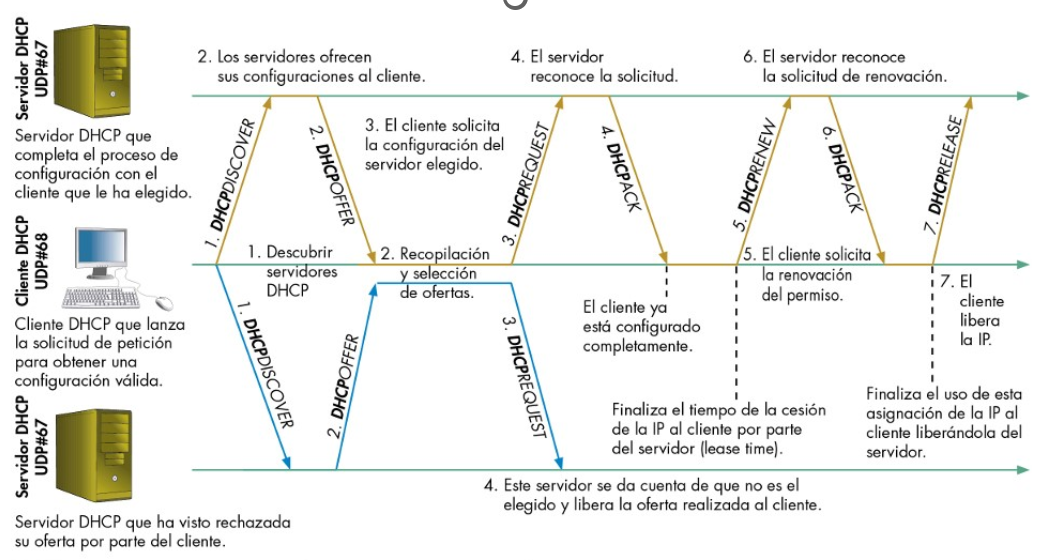 Servidor DHCP
UDP#67
Servidor DHCP que
completa el proceso de
configuración con el
cliente que le ha elegido.
2. Los servidores ofrecen
sus configuraciones al cliente.
4. El servidor
reconoce la solicitud.
6. El servidor reconoce
la solicitud de renovación.
1. DHCPDISCOVER
2. DHCPOFFER
3. El cliente solicita
la configuración del
servidor elegido.
3. DHCPREQUEST
4. DHCPACK
5. DHCPRENEW
6. DHCPACK
7. DHCPRELEASE
Cliente DHCP
UDP#68
Cliente DHCP que lanza
la solicitud de petición
para obtener una
configuración válida.
1. Descubrir
servidores
DHCP
2. Recopilación
y selección
de ofertas.
El cliente ya
está configurado
completamente.
5. El cliente solicita
la renovación
del permiso.
7. El
cliente
libera
la IP.
1. DHCPDISCOVER
2. DHCPOFFER
3. DHCPREQUEST
Finaliza el tiempo de la cesión
de la IP al cliente por parte
del servidor (lease time).
Finaliza el uso de esta
asignación de la IP al
cliente liberándola del
servidor.
Servidor DHCP
UDP#67
Servidor DHCP que ha visto rechazada
su oferta por parte del cliente.
4. Este servidor se da cuenta de que no es el
elegido y libera la oferta realizada al cliente.